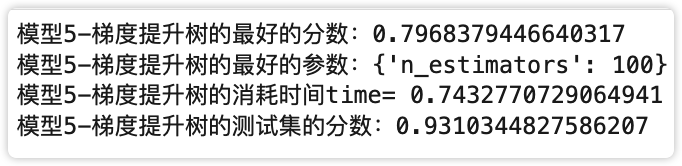 模型5-梯度提升树的最好的分数：0.7968379446640317
模型5-梯度提升树的最好的参数：{'n_estimators': 100}
模型5-梯度提升树的消耗时间time= 0.7432770729064941
模型5-梯度提升树的测试集的分数：0.9310344827586207